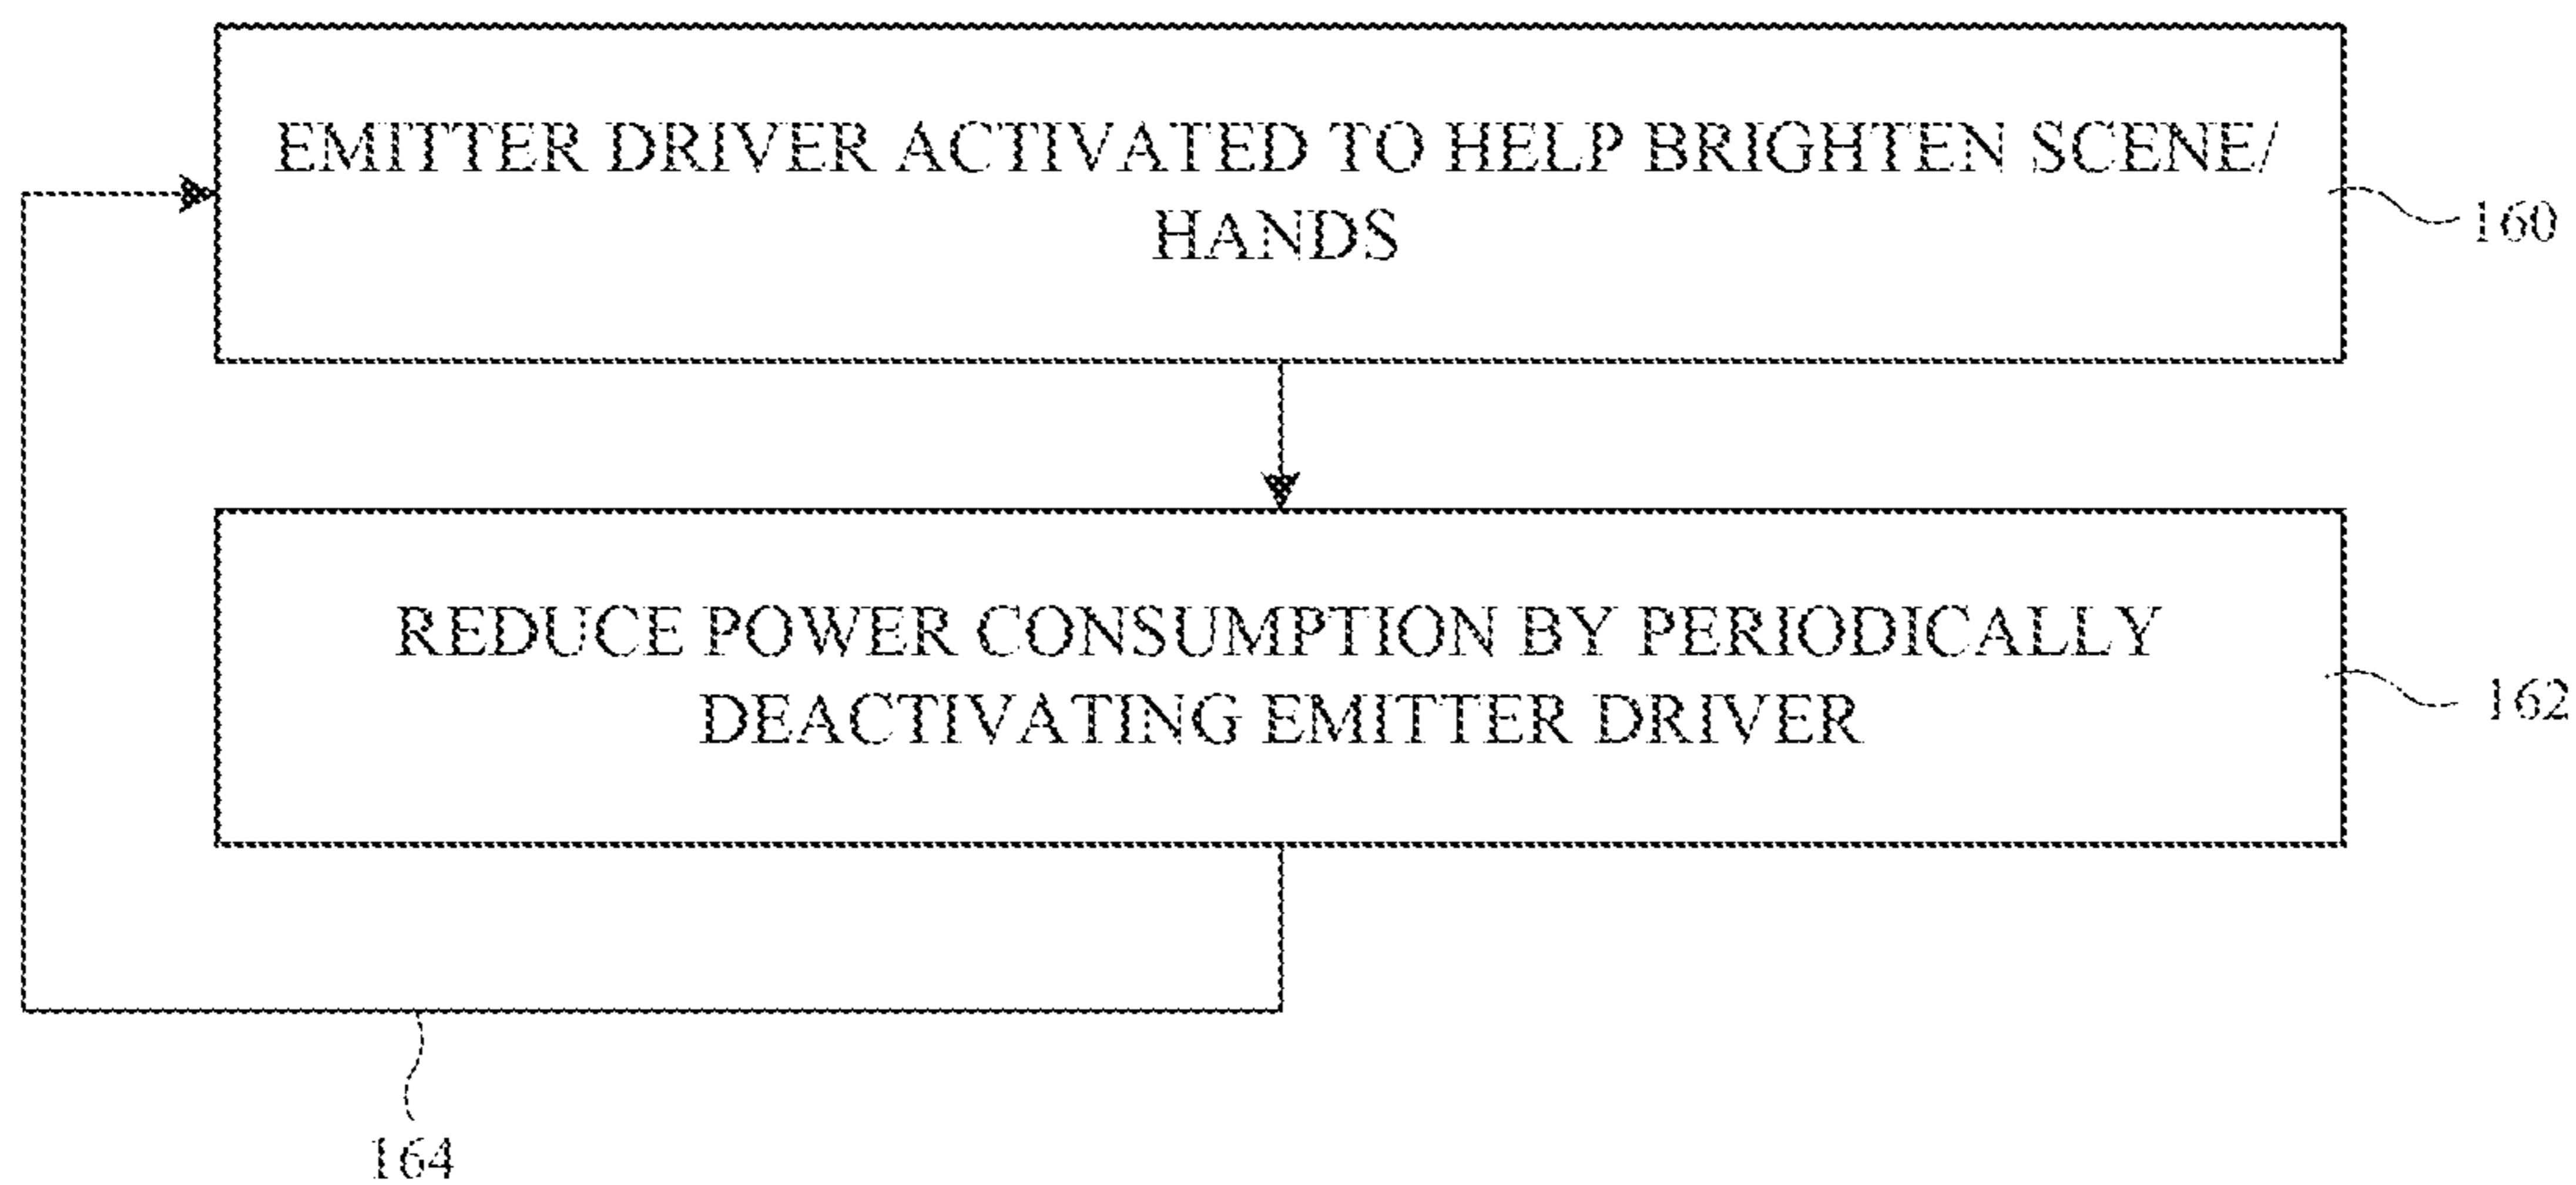 EMITTER DRIVER ACTIVATED TO HELP BRIGHTEN SCENE/
HANDS
160
REDUCE POWER CONSUMPTION BY PERIODICALLY
DEACTIVATING EMITTER DRIVER
162
164